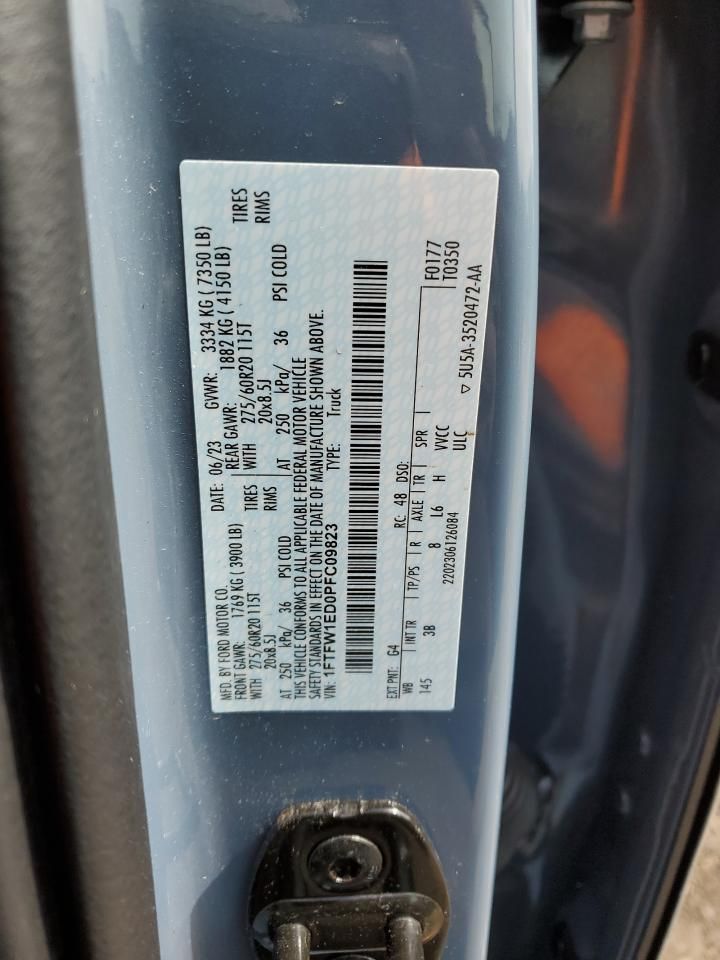 MFD. BY FORD MOTOR CO. DATE: 06/23 GVWR: 3334 KG ( 7350 LB)
FRONT GAWR: 1769 KG ( 3900 LB) REAR GAWR: 1882 KG ( 4150 LB)
WITH 275/60R20 115T TIRES WITH 275/60R20 115T TIRES
20x8.5J RIMS 20x8.5J RIMS
AT 250 kPa/ 36 PSI COLD AT 250 kPa/ 36 PSI COLD
THIS VEHICLE CONFORMS TO ALL APPLICABLE FEDERAL MOTOR VEHICLE
SAFETY STANDARDS IN EFFECT ON THE DATE OF MANUFACTURE SHOWN ABOVE.
VIN: 1FTFW1ED0PFC09823 TYPE: Truck
EXT PNT: G4 RC: 48 DSO: F0177
WB INT TR TP/PS R AXLE TR SPR T0350
145 3B 8 L6 H VVCC
2202306126084 ULC ▽ 5U5A-3520472-AA